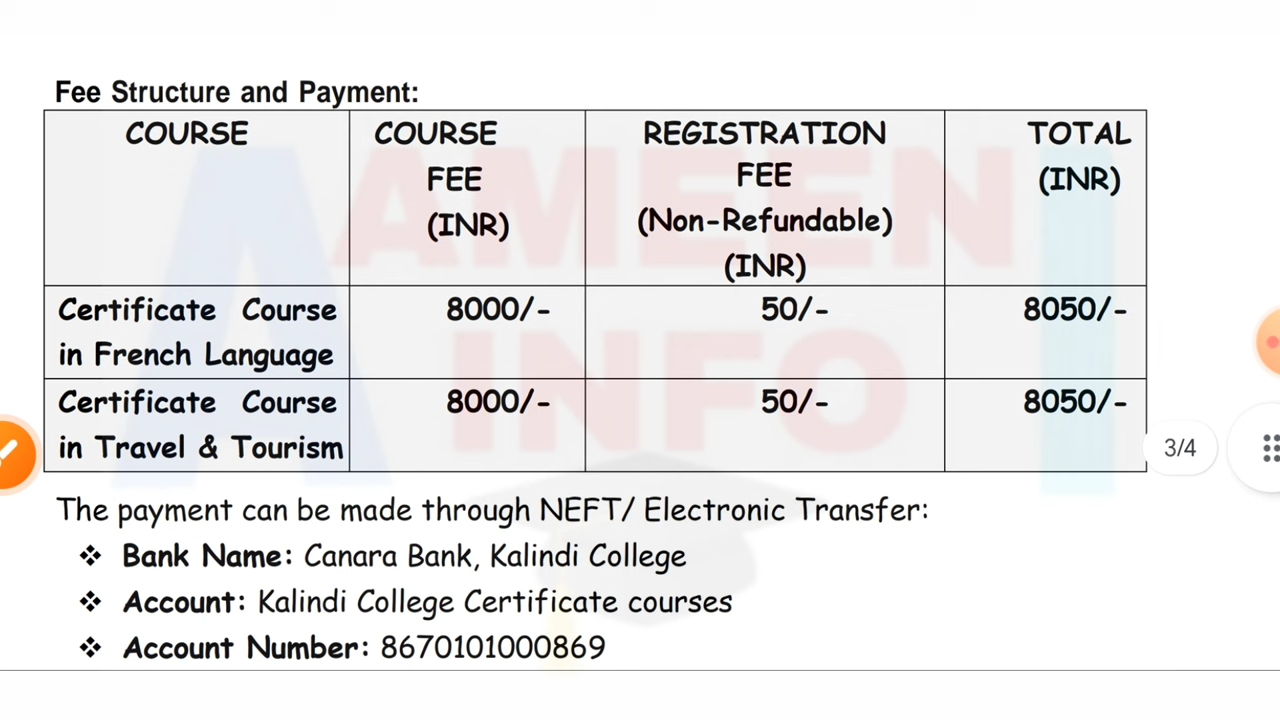 Fee Structure and Payment:
COURSE COURSE FEE (INR) REGISTRATION FEE (Non-Refundable) (INR) TOTAL (INR)
Certificate Course in French Language 8000/- 50/- 8050/-
Certificate Course in Travel & Tourism 8000/- 50/- 8050/-
The payment can be made through NEFT/ Electronic Transfer:
❖ Bank Name: Canara Bank, Kalindi College
❖ Account: Kalindi College Certificate courses
❖ Account Number: 8670101000869
3/4
AMEEN
INFO